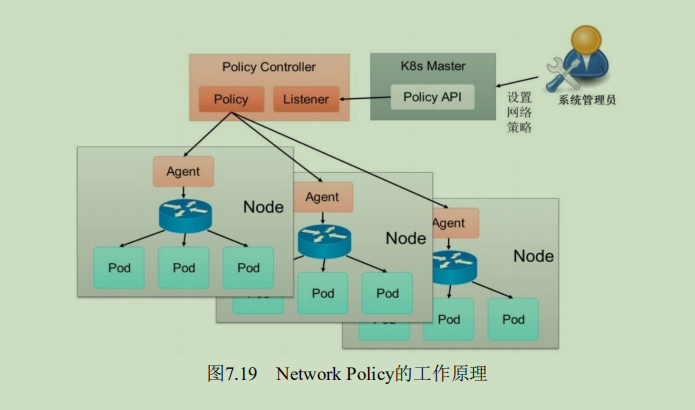 Policy Controller
K8s Master
Policy
Listener
Policy API
系统管理员
设置
网络
策略
Agent
Node
Pod
Pod
Pod
Agent
Node
Pod
Pod
Agent
Node
Pod
Pod
图7.19 Network Policy的工作原理